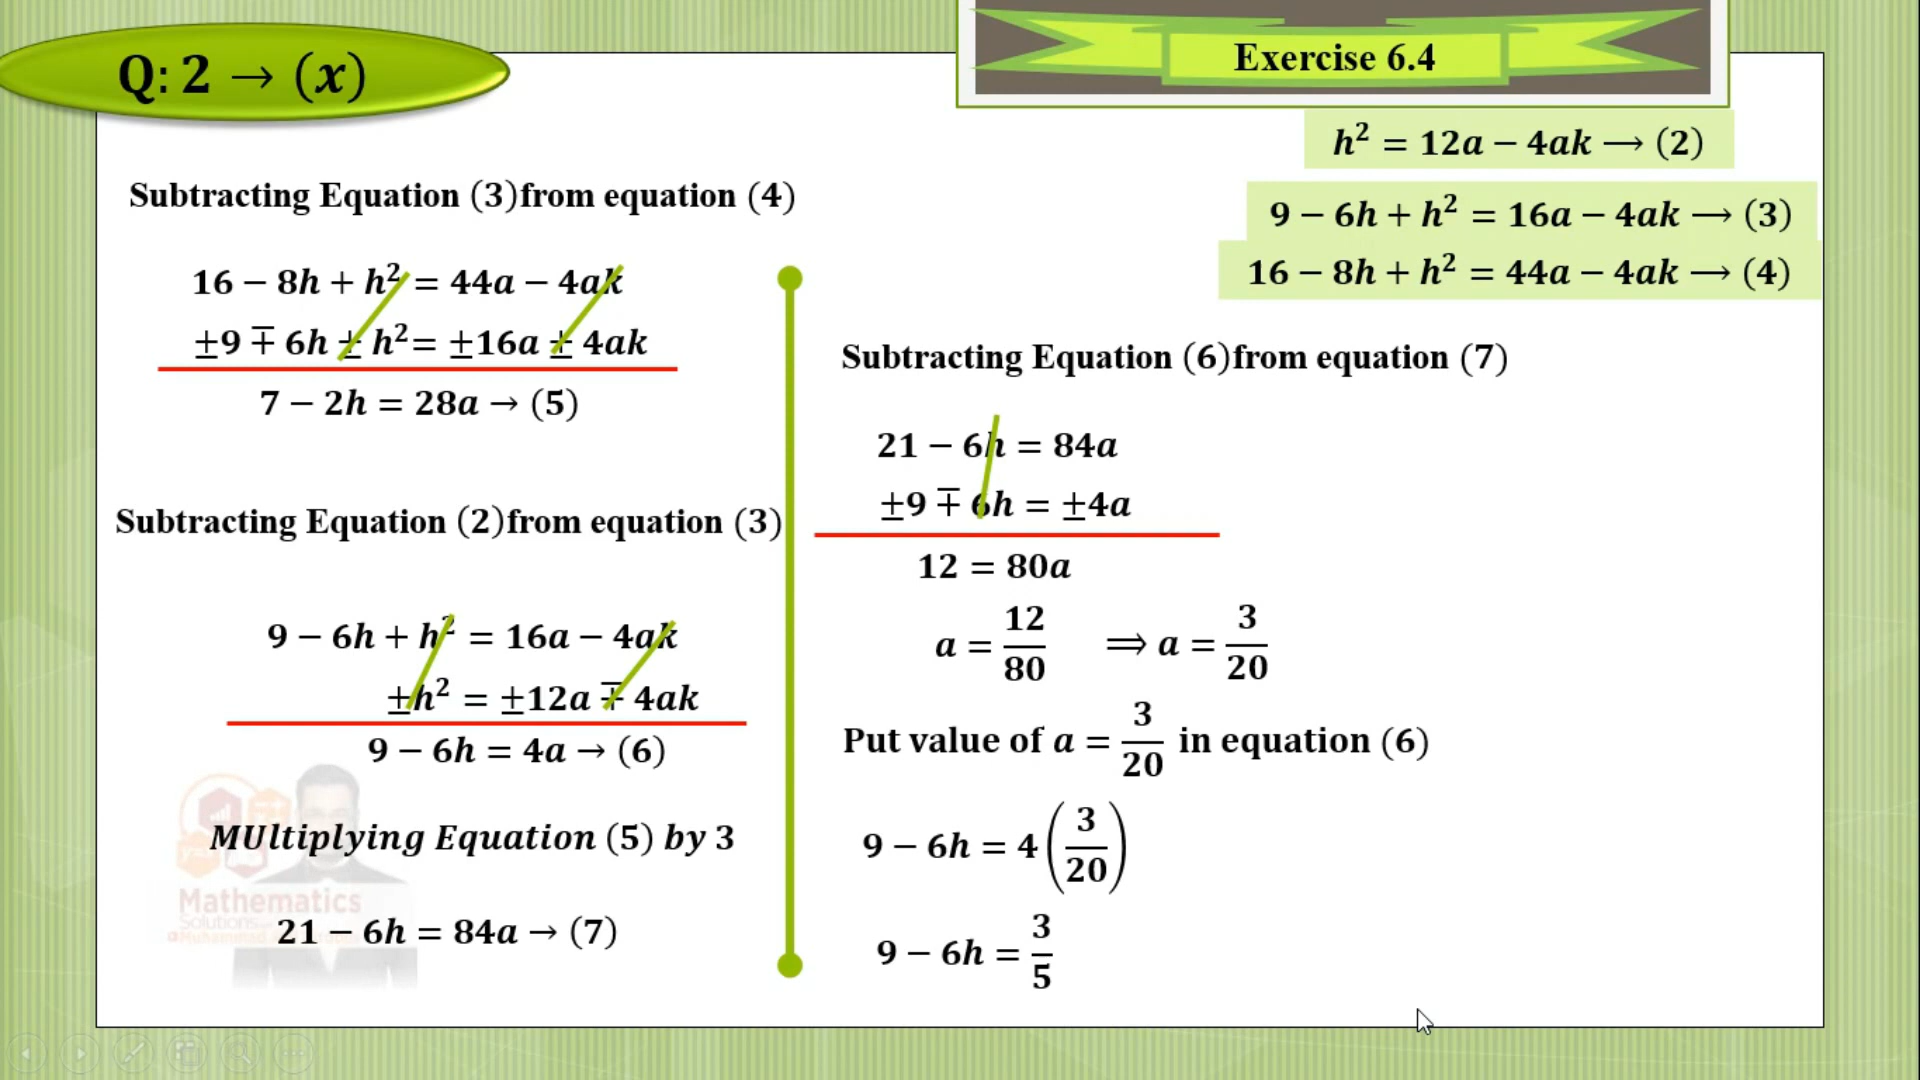 Q: 2 → (x)
Exercise 6.4
h² = 12a − 4ak ⟶ (2)
9 − 6h + h² = 16a − 4ak ⟶ (3)
16 − 8h + h² = 44a − 4ak ⟶ (4)
Subtracting Equation (3)from equation (4)
16 − 8h + h² = 44a − 4ak
±9 ∓ 6h ± h²= ±16a ± 4ak
7 − 2h = 28a → (5)
Subtracting Equation (2)from equation (3)
9 − 6h + h² = 16a − 4ak
±h² = ±12a ∓ 4ak
9 − 6h = 4a → (6)
MUltiplying Equation (5) by 3
Mathematics
Solutions
21 − 6h = 84a → (7)
Subtracting Equation (6)from equation (7)
21 − 6h = 84a
±9 ∓ 6h = ±4a
12 = 80a
a = 12/80 ⟹ a = 3/20
Put value of a = 3/20 in equation (6)
9 − 6h = 4(3/20)
9 − 6h = 3/5